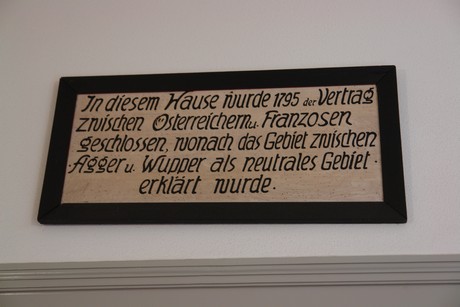 In diesem Hause wurde 1795 der Vertrag
zwischen Österreichern u. Franzosen
geschlossen, wonach das Gebiet zwischen
·Agger u. Wupper als neutrales Gebiet·
erklärt wurde·